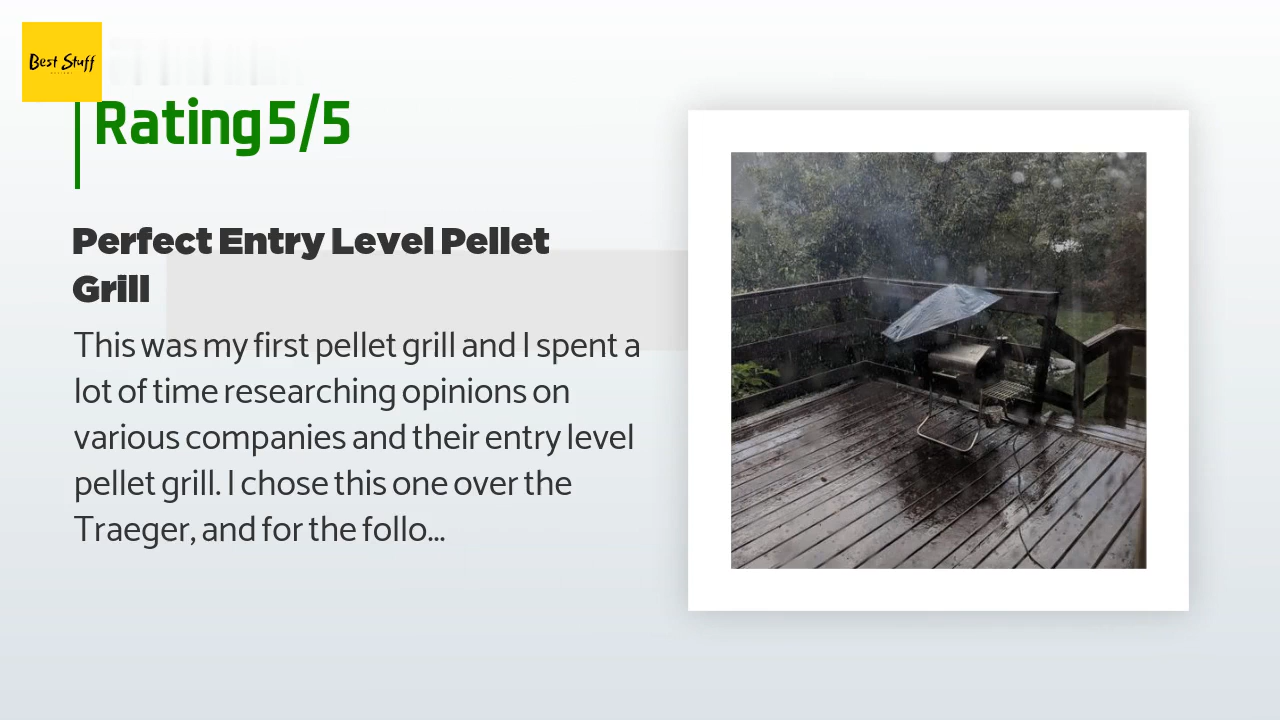 Best Stuff
Rating 5/5
Perfect Entry Level Pellet
Grill
This was my first pellet grill and I spent a
lot of time researching opinions on
various companies and their entry level
pellet grill. I chose this one over the
Traeger, and for the follo...